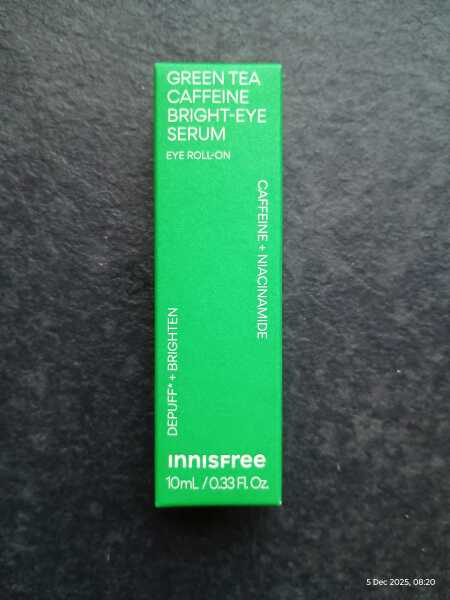 GREEN TEA
CAFFEINE
BRIGHT-EYE
SERUM
EYE ROLL-ON
CAFFEINE + NIACINAMIDE
DEPUFF* + BRIGHTEN
innisfree
10mL / 0.33 Fl. Oz.
5 Dec 2025, 08:20